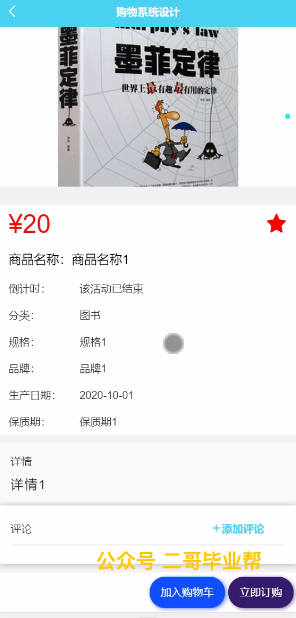 购物系统设计
murphy's law
墨菲定律
世界上最有趣最有用的定律
墨菲定律
¥20
商品名称：商品名称1
倒计时： 该活动已结束
分类： 图书
规格： 规格1
品牌： 品牌1
生产日期： 2020-10-01
保质期： 保质期1
详情
详情1
评论 +添加评论
公众号 二哥毕业帮
加入购物车 立即订购